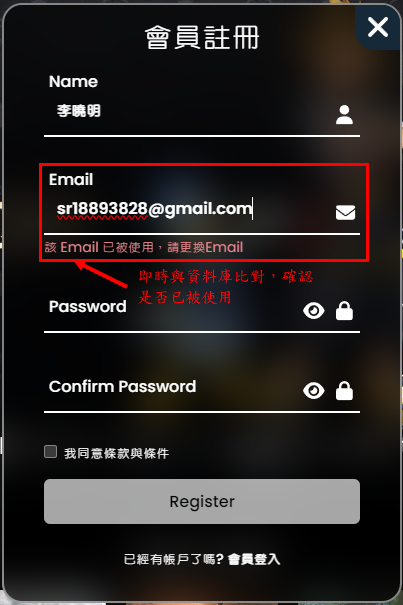 會員註冊
Name
李曉明
Email
sr18893828@gmail.com
該 Email 已被使用，請更換Email
即時與資料庫比對，確認
是否已被使用
Password
Confirm Password
我同意條款與條件
Register
已經有帳戶了嗎? 會員登入